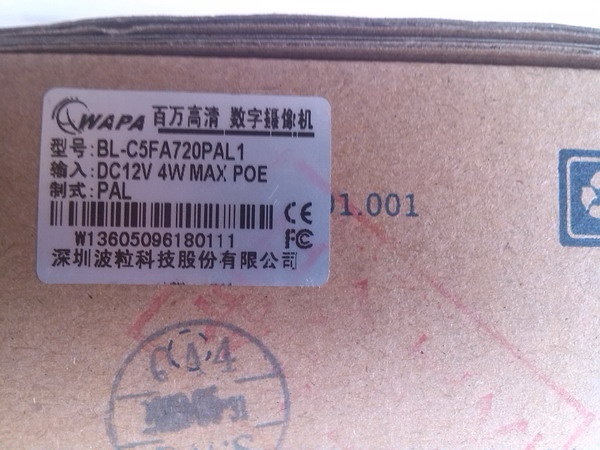 WAPA 百万高清 数字摄像机
型号:BL-C5FA720PAL1
输入:DC12V 4W MAX POE
制式:PAL
CE
01.001
W13605096180111
FC
深圳波粒科技股份有限公司